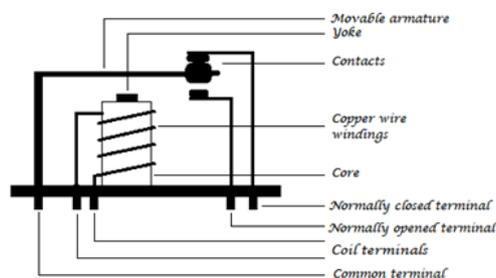 Movable armature
Yoke
Contacts
Copper wire
windings
Core
Normally closed terminal
Normally opened terminal
Coil terminals
Common terminal